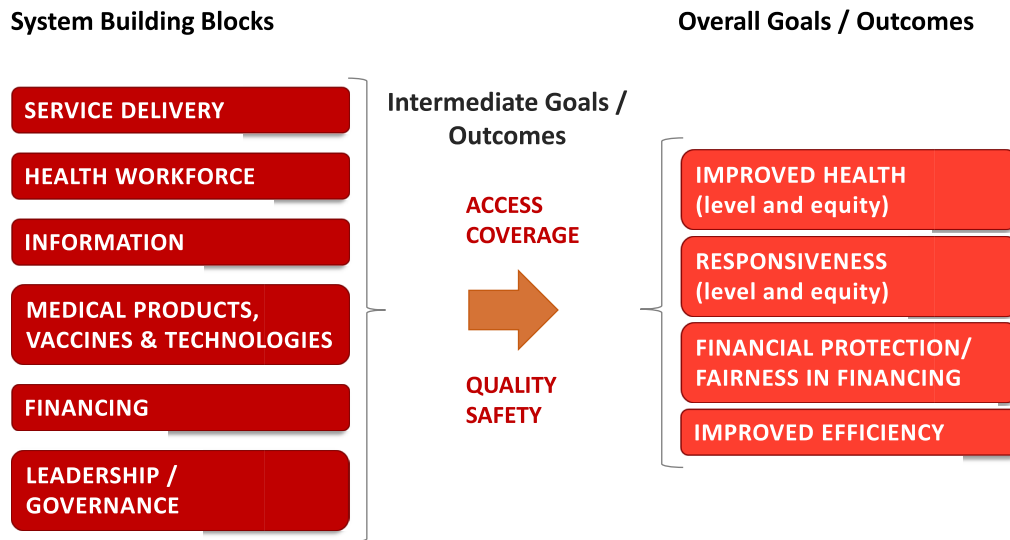 System Building Blocks
SERVICE DELIVERY
HEALTH WORKFORCE
INFORMATION
MEDICAL PRODUCTS,
VACCINES & TECHNOLOGIES
FINANCING
LEADERSHIP /
GOVERNANCE
Intermediate Goals /
Outcomes
ACCESS
COVERAGE
QUALITY
SAFETY
Overall Goals / Outcomes
IMPROVED HEALTH
(level and equity)
RESPONSIVENESS
(level and equity)
FINANCIAL PROTECTION/
FAIRNESS IN FINANCING
IMPROVED EFFICIENCY